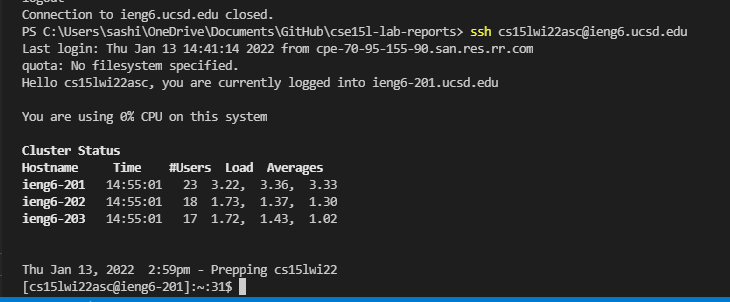 logout
Connection to ieng6.ucsd.edu closed.
PS C:\Users\sashi\OneDrive\Documents\GitHub\cse15l-lab-reports> ssh cs15lwi22asc@ieng6.ucsd.edu
Last login: Thu Jan 13 14:41:14 2022 from cpe-70-95-155-90.san.res.rr.com
quota: No filesystem specified.
Hello cs15lwi22asc, you are currently logged into ieng6-201.ucsd.edu
You are using 0% CPU on this system
Cluster Status
Hostname     Time    #Users  Load  Averages
ieng6-201   14:55:01   23  3.22,  3.36,  3.33
ieng6-202   14:55:01   18  1.73,  1.37,  1.30
ieng6-203   14:55:01   17  1.72,  1.43,  1.02
Thu Jan 13, 2022  2:59pm - Prepping cs15lwi22
[cs15lwi22asc@ieng6-201]:~:31$